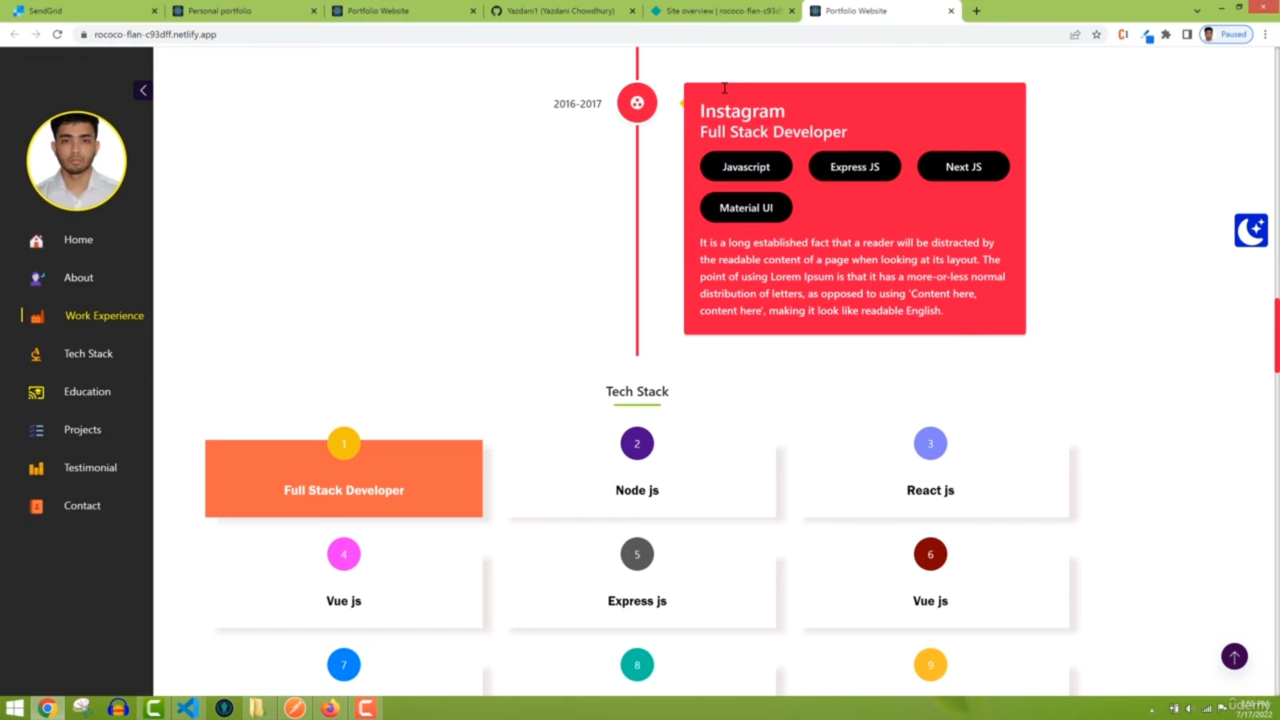 SendGrid
Personal portfolio
Portfolio Website
Yazdani1 (Yazdani Chowdhury)
Site overview | rococo-flan-c93d
Portfolio Website
rococo-flan-c93dff.netlify.app
Paused
Home
About
Work Experience
Tech Stack
Education
Projects
Testimonial
Contact
2016-2017
Instagram
Full Stack Developer
Javascript
Express JS
Next JS
Material UI
It is a long established fact that a reader will be distracted by
the readable content of a page when looking at its layout. The
point of using Lorem Ipsum is that it has a more-or-less normal
distribution of letters, as opposed to using 'Content here,
content here', making it look like readable English.
Tech Stack
1
Full Stack Developer
2
Node js
3
React js
4
Vue js
5
Express js
6
Vue js
7
8
9
udemy
7/17/2022